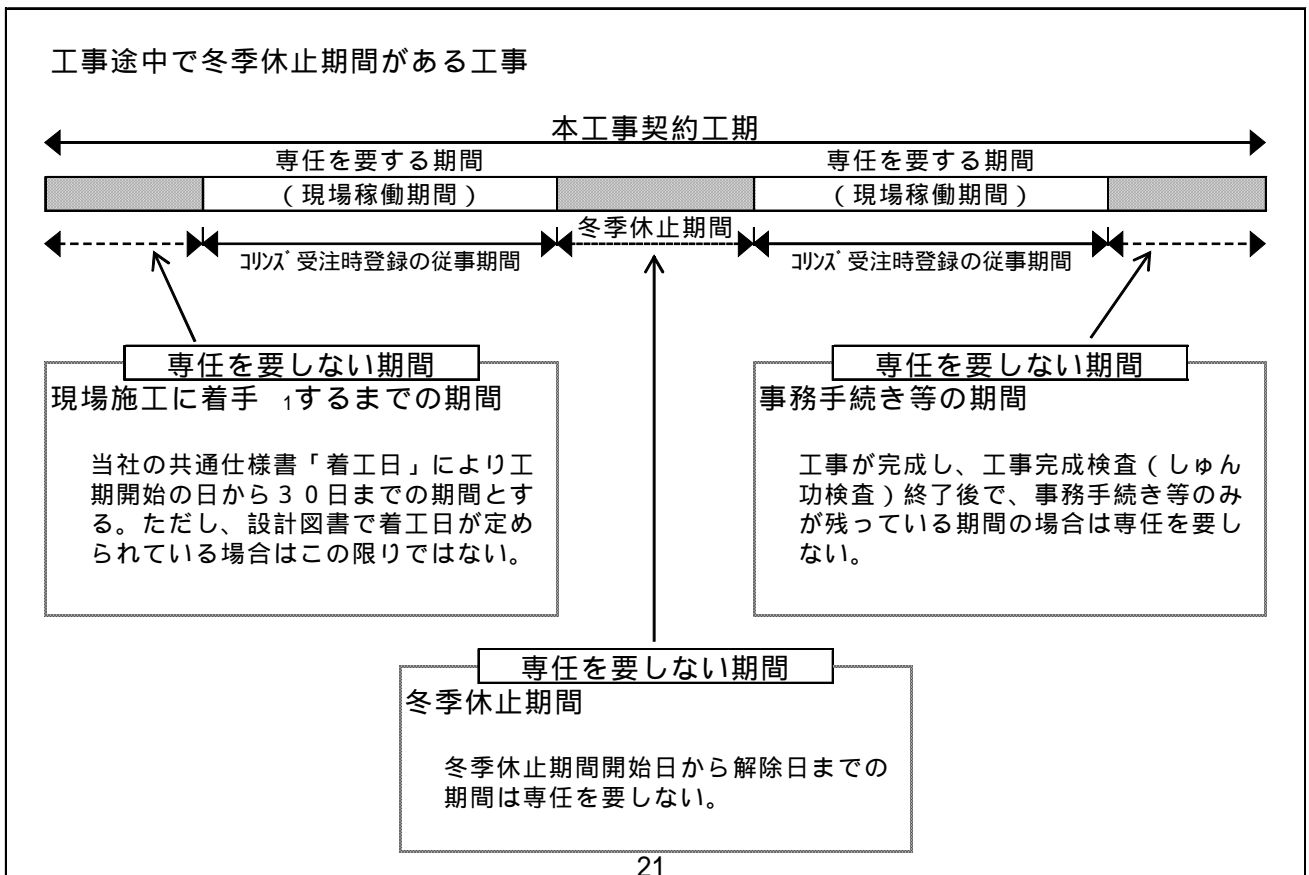 工事途中で冬季休止期間がある工事
本工事契約工期
専任を要する期間
専任を要する期間
（現場稼働期間）
（現場稼働期間）
冬季休止期間
ｺﾘﾝｽﾞ受注時登録の従事期間
ｺﾘﾝｽﾞ受注時登録の従事期間
専任を要しない期間
現場施工に着手 1するまでの期間
当社の共通仕様書「着工日」により工
期開始の日から３０日までの期間とす
る。ただし、設計図書で着工日が定め
られている場合はこの限りではない。
専任を要しない期間
事務手続き等の期間
工事が完成し、工事完成検査（しゅん
功検査）終了後で、事務手続き等のみ
が残っている期間の場合は専任を要し
ない。
専任を要しない期間
冬季休止期間
冬季休止期間開始日から解除日までの
期間は専任を要しない。
21